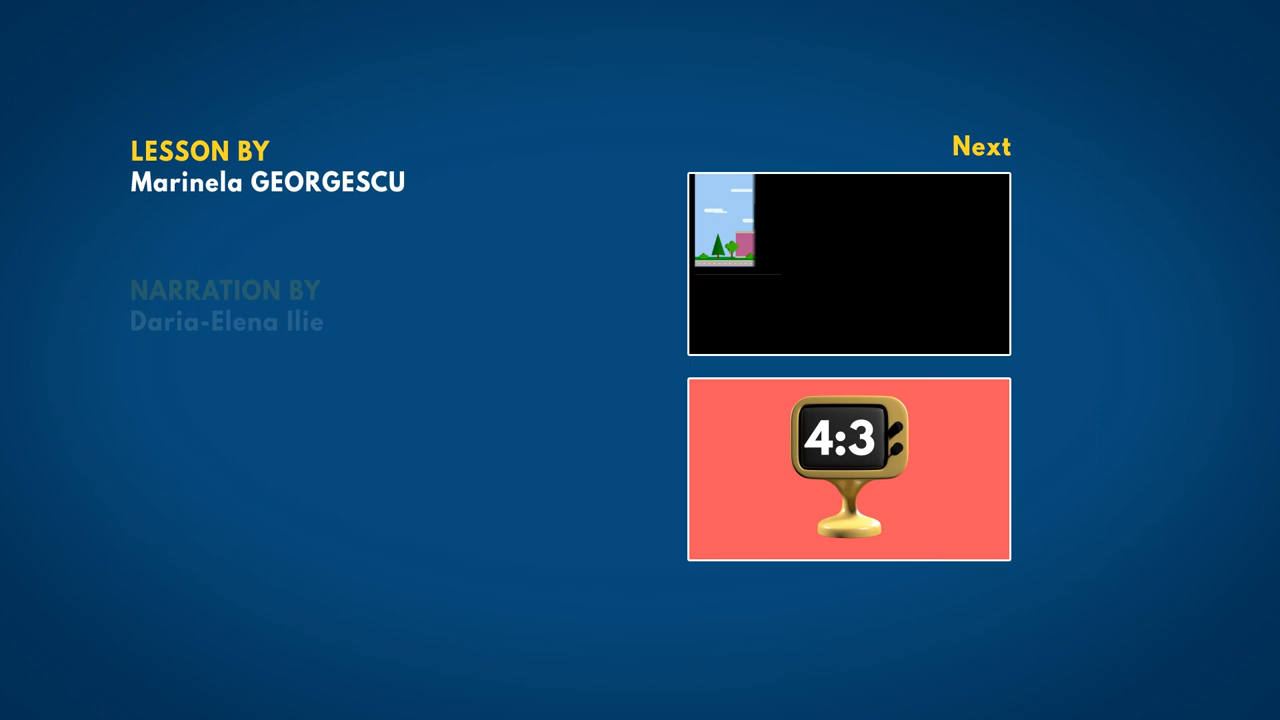 LESSON BY
Marinela GEORGESCU
NARRATION BY
Daria-Elena Ilie
Next
4:3